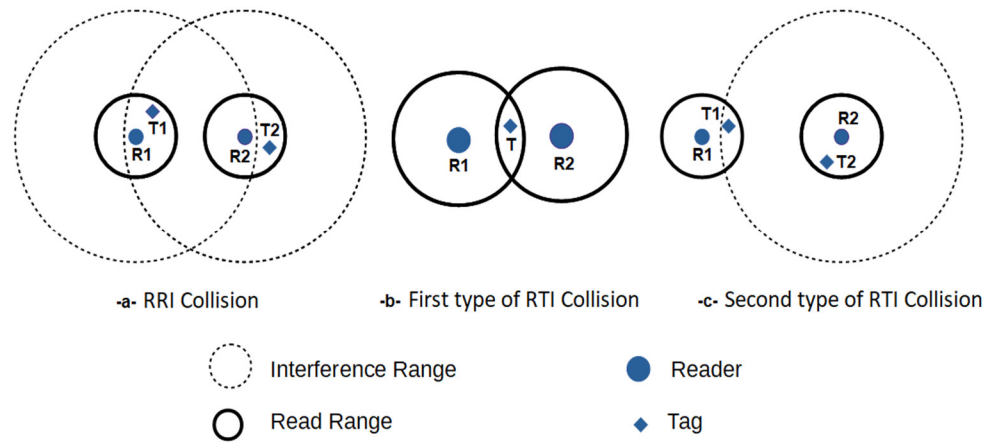 T1
R1
T2
R2
T
R1
R2
T1
R1
R2
T2
-a- RRI Collision
-b- First type of RTI Collision
-c- Second type of RTI Collision
Interference Range
Reader
Read Range
Tag